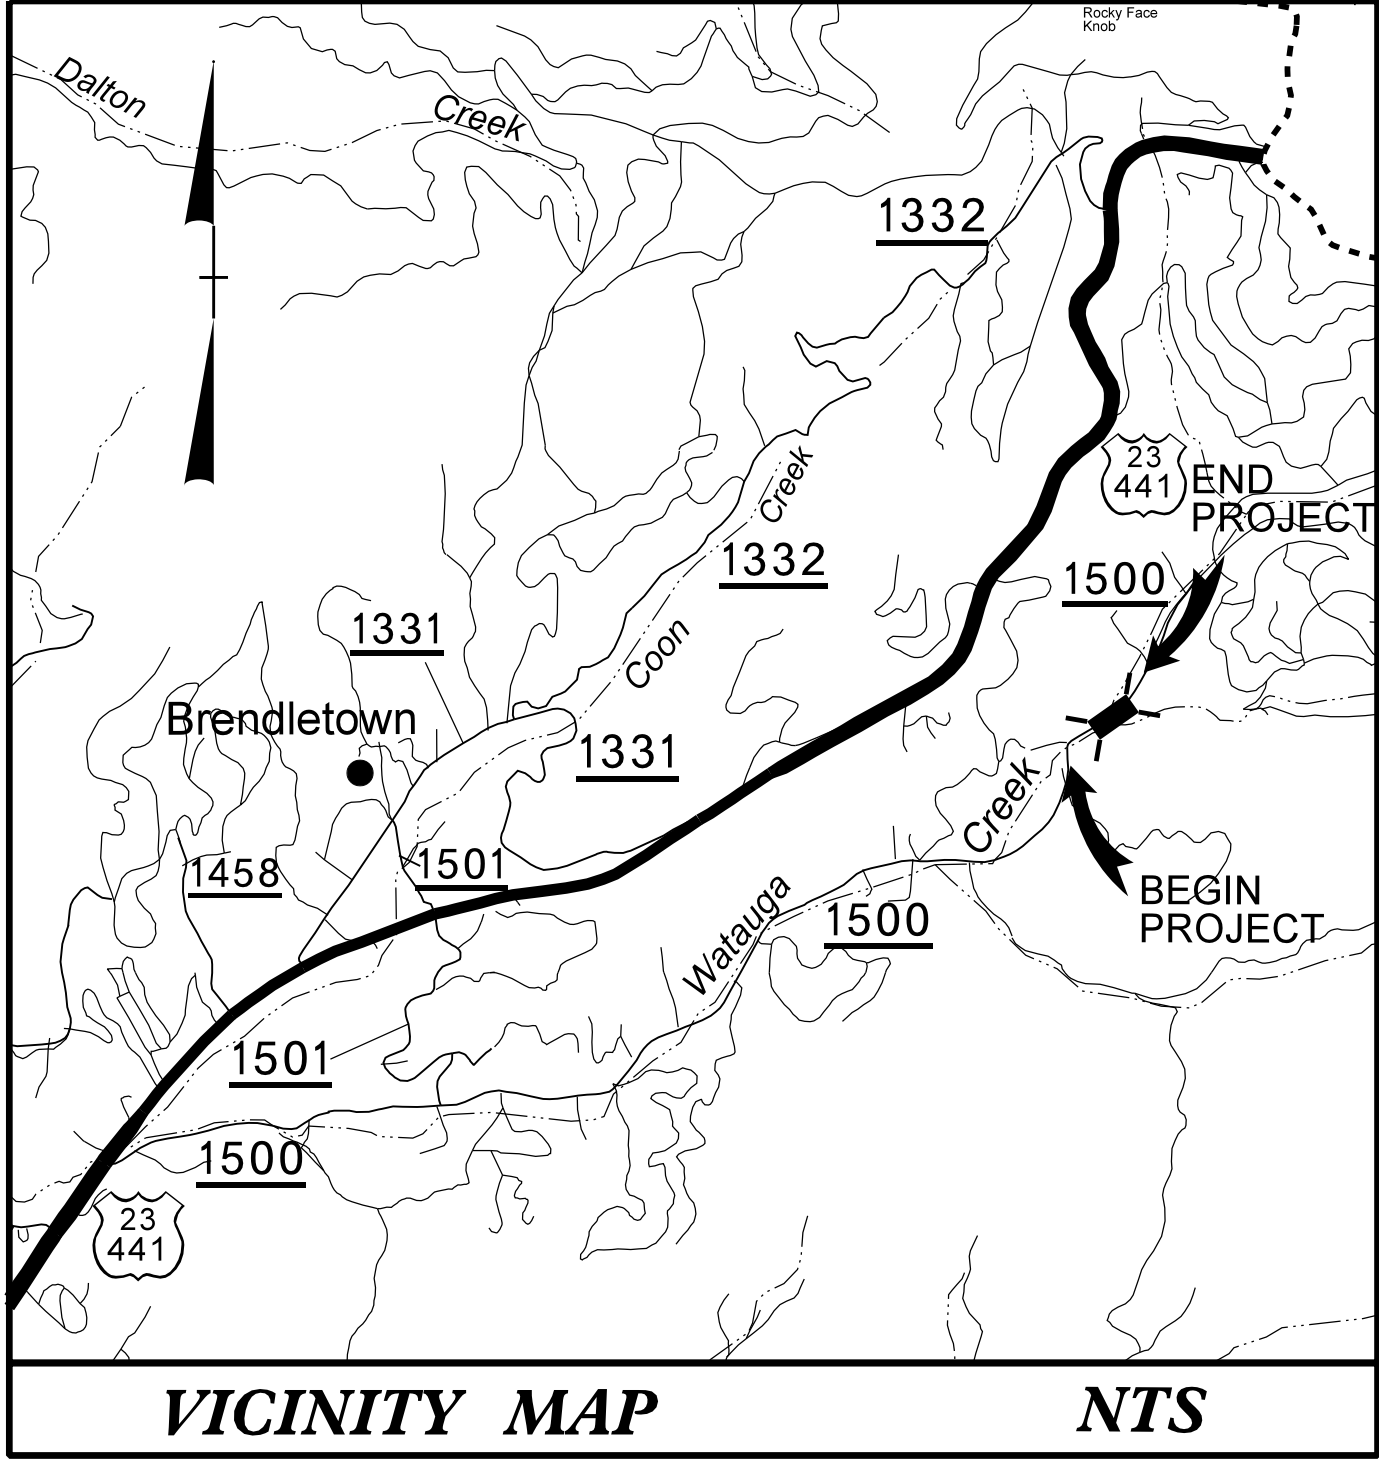 Rocky Face
Knob
Dalton
Creek
1332
23
441
END
PROJECT
Creek
1332
1500
1331
Coon
Brendletown
1331
Creek
1501
1458
BEGIN
PROJECT
Watauga
1500
1501
1500
23
441
VICINITY MAP NTS